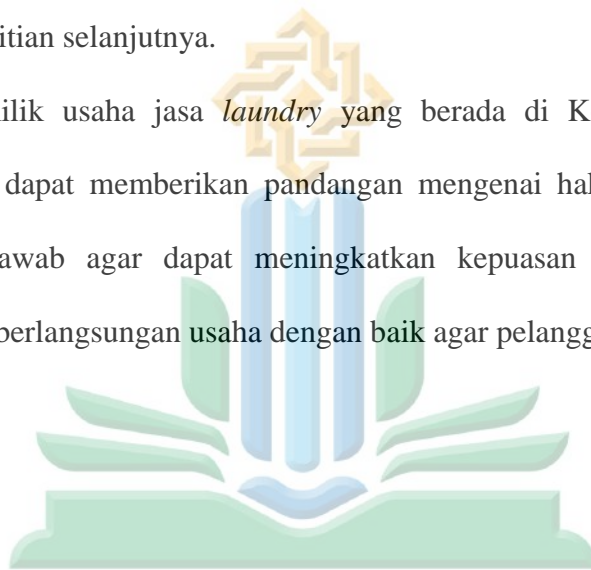 itian selanjutnya.
ilik usaha jasa laundry yang berada di K
dapat memberikan pandangan mengenai hal
awab agar dapat meningkatkan kepuasan
berlangsungan usaha dengan baik agar pelangg